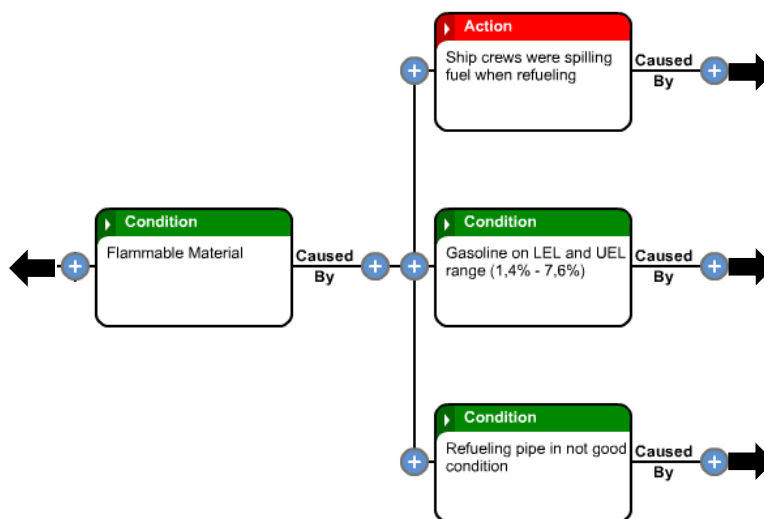 Action
Ship crews were spilling
fuel when refueling
Caused
By
Condition
Flammable Material
Caused
By
Condition
Gasoline on LEL and UEL
range (1,4% - 7,6%)
Caused
By
Condition
Refueling pipe in not good
condition
Caused
By